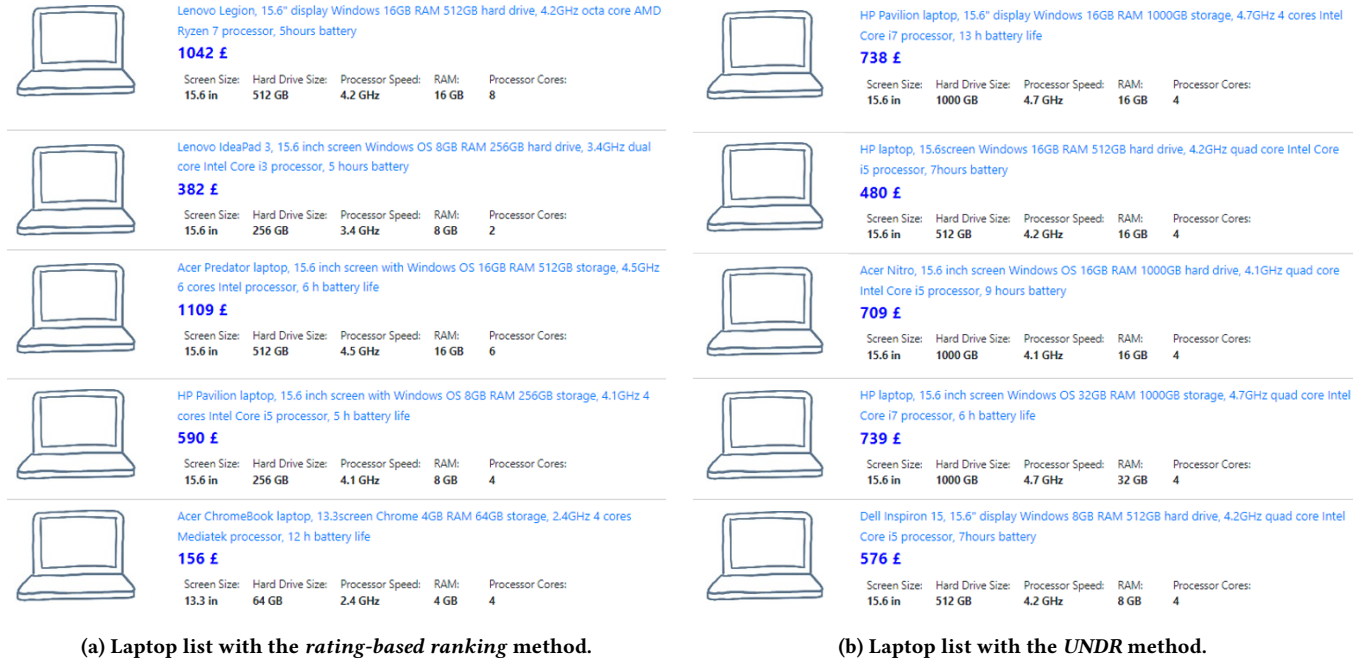 Lenovo Legion, 15.6" display Windows 16GB RAM 512GB hard drive, 4.2GHz octa core AMD
Ryzen 7 processor, 5hours battery
1042 £
Screen Size: Hard Drive Size: Processor Speed: RAM: Processor Cores:
15.6 in 512 GB 4.2 GHz 16 GB 8
Lenovo IdeaPad 3, 15.6 inch screen Windows OS 8GB RAM 256GB hard drive, 3.4GHz dual
core Intel Core i3 processor, 5 hours battery
382 £
Screen Size: Hard Drive Size: Processor Speed: RAM: Processor Cores:
15.6 in 256 GB 3.4 GHz 8 GB 2
Acer Predator laptop, 15.6 inch screen with Windows OS 16GB RAM 512GB storage, 4.5GHz
6 cores Intel processor, 6 h battery life
1109 £
Screen Size: Hard Drive Size: Processor Speed: RAM: Processor Cores:
15.6 in 512 GB 4.5 GHz 16 GB 6
HP Pavilion laptop, 15.6 inch screen with Windows OS 8GB RAM 256GB storage, 4.1GHz 4
cores Intel Core i5 processor, 5 h battery life
590 £
Screen Size: Hard Drive Size: Processor Speed: RAM: Processor Cores:
15.6 in 256 GB 4.1 GHz 8 GB 4
Acer ChromeBook laptop, 13.3screen Chrome 4GB RAM 64GB storage, 2.4GHz 4 cores
Mediatek processor, 12 h battery life
156 £
Screen Size: Hard Drive Size: Processor Speed: RAM: Processor Cores:
13.3 in 64 GB 2.4 GHz 4 GB 4
(a) Laptop list with the rating-based ranking method.
HP Pavilion laptop, 15.6" display Windows 16GB RAM 1000GB storage, 4.7GHz 4 cores Intel
Core i7 processor, 13 h battery life
738 £
Screen Size: Hard Drive Size: Processor Speed: RAM: Processor Cores:
15.6 in 1000 GB 4.7 GHz 16 GB 4
HP laptop, 15.6screen Windows 16GB RAM 512GB hard drive, 4.2GHz quad core Intel Core
i5 processor, 7hours battery
480 £
Screen Size: Hard Drive Size: Processor Speed: RAM: Processor Cores:
15.6 in 512 GB 4.2 GHz 16 GB 4
Acer Nitro, 15.6 inch screen Windows OS 16GB RAM 1000GB hard drive, 4.1GHz quad core
Intel Core i5 processor, 9 hours battery
709 £
Screen Size: Hard Drive Size: Processor Speed: RAM: Processor Cores:
15.6 in 1000 GB 4.1 GHz 16 GB 4
HP laptop, 15.6 inch screen Windows OS 32GB RAM 1000GB storage, 4.7GHz quad core Intel
Core i7 processor, 6 h battery life
739 £
Screen Size: Hard Drive Size: Processor Speed: RAM: Processor Cores:
15.6 in 1000 GB 4.7 GHz 32 GB 4
Dell Inspiron 15, 15.6" display Windows 8GB RAM 512GB hard drive, 4.2GHz quad core Intel
Core i5 processor, 7hours battery
576 £
Screen Size: Hard Drive Size: Processor Speed: RAM: Processor Cores:
15.6 in 512 GB 4.2 GHz 8 GB 4
(b) Laptop list with the UNDR method.